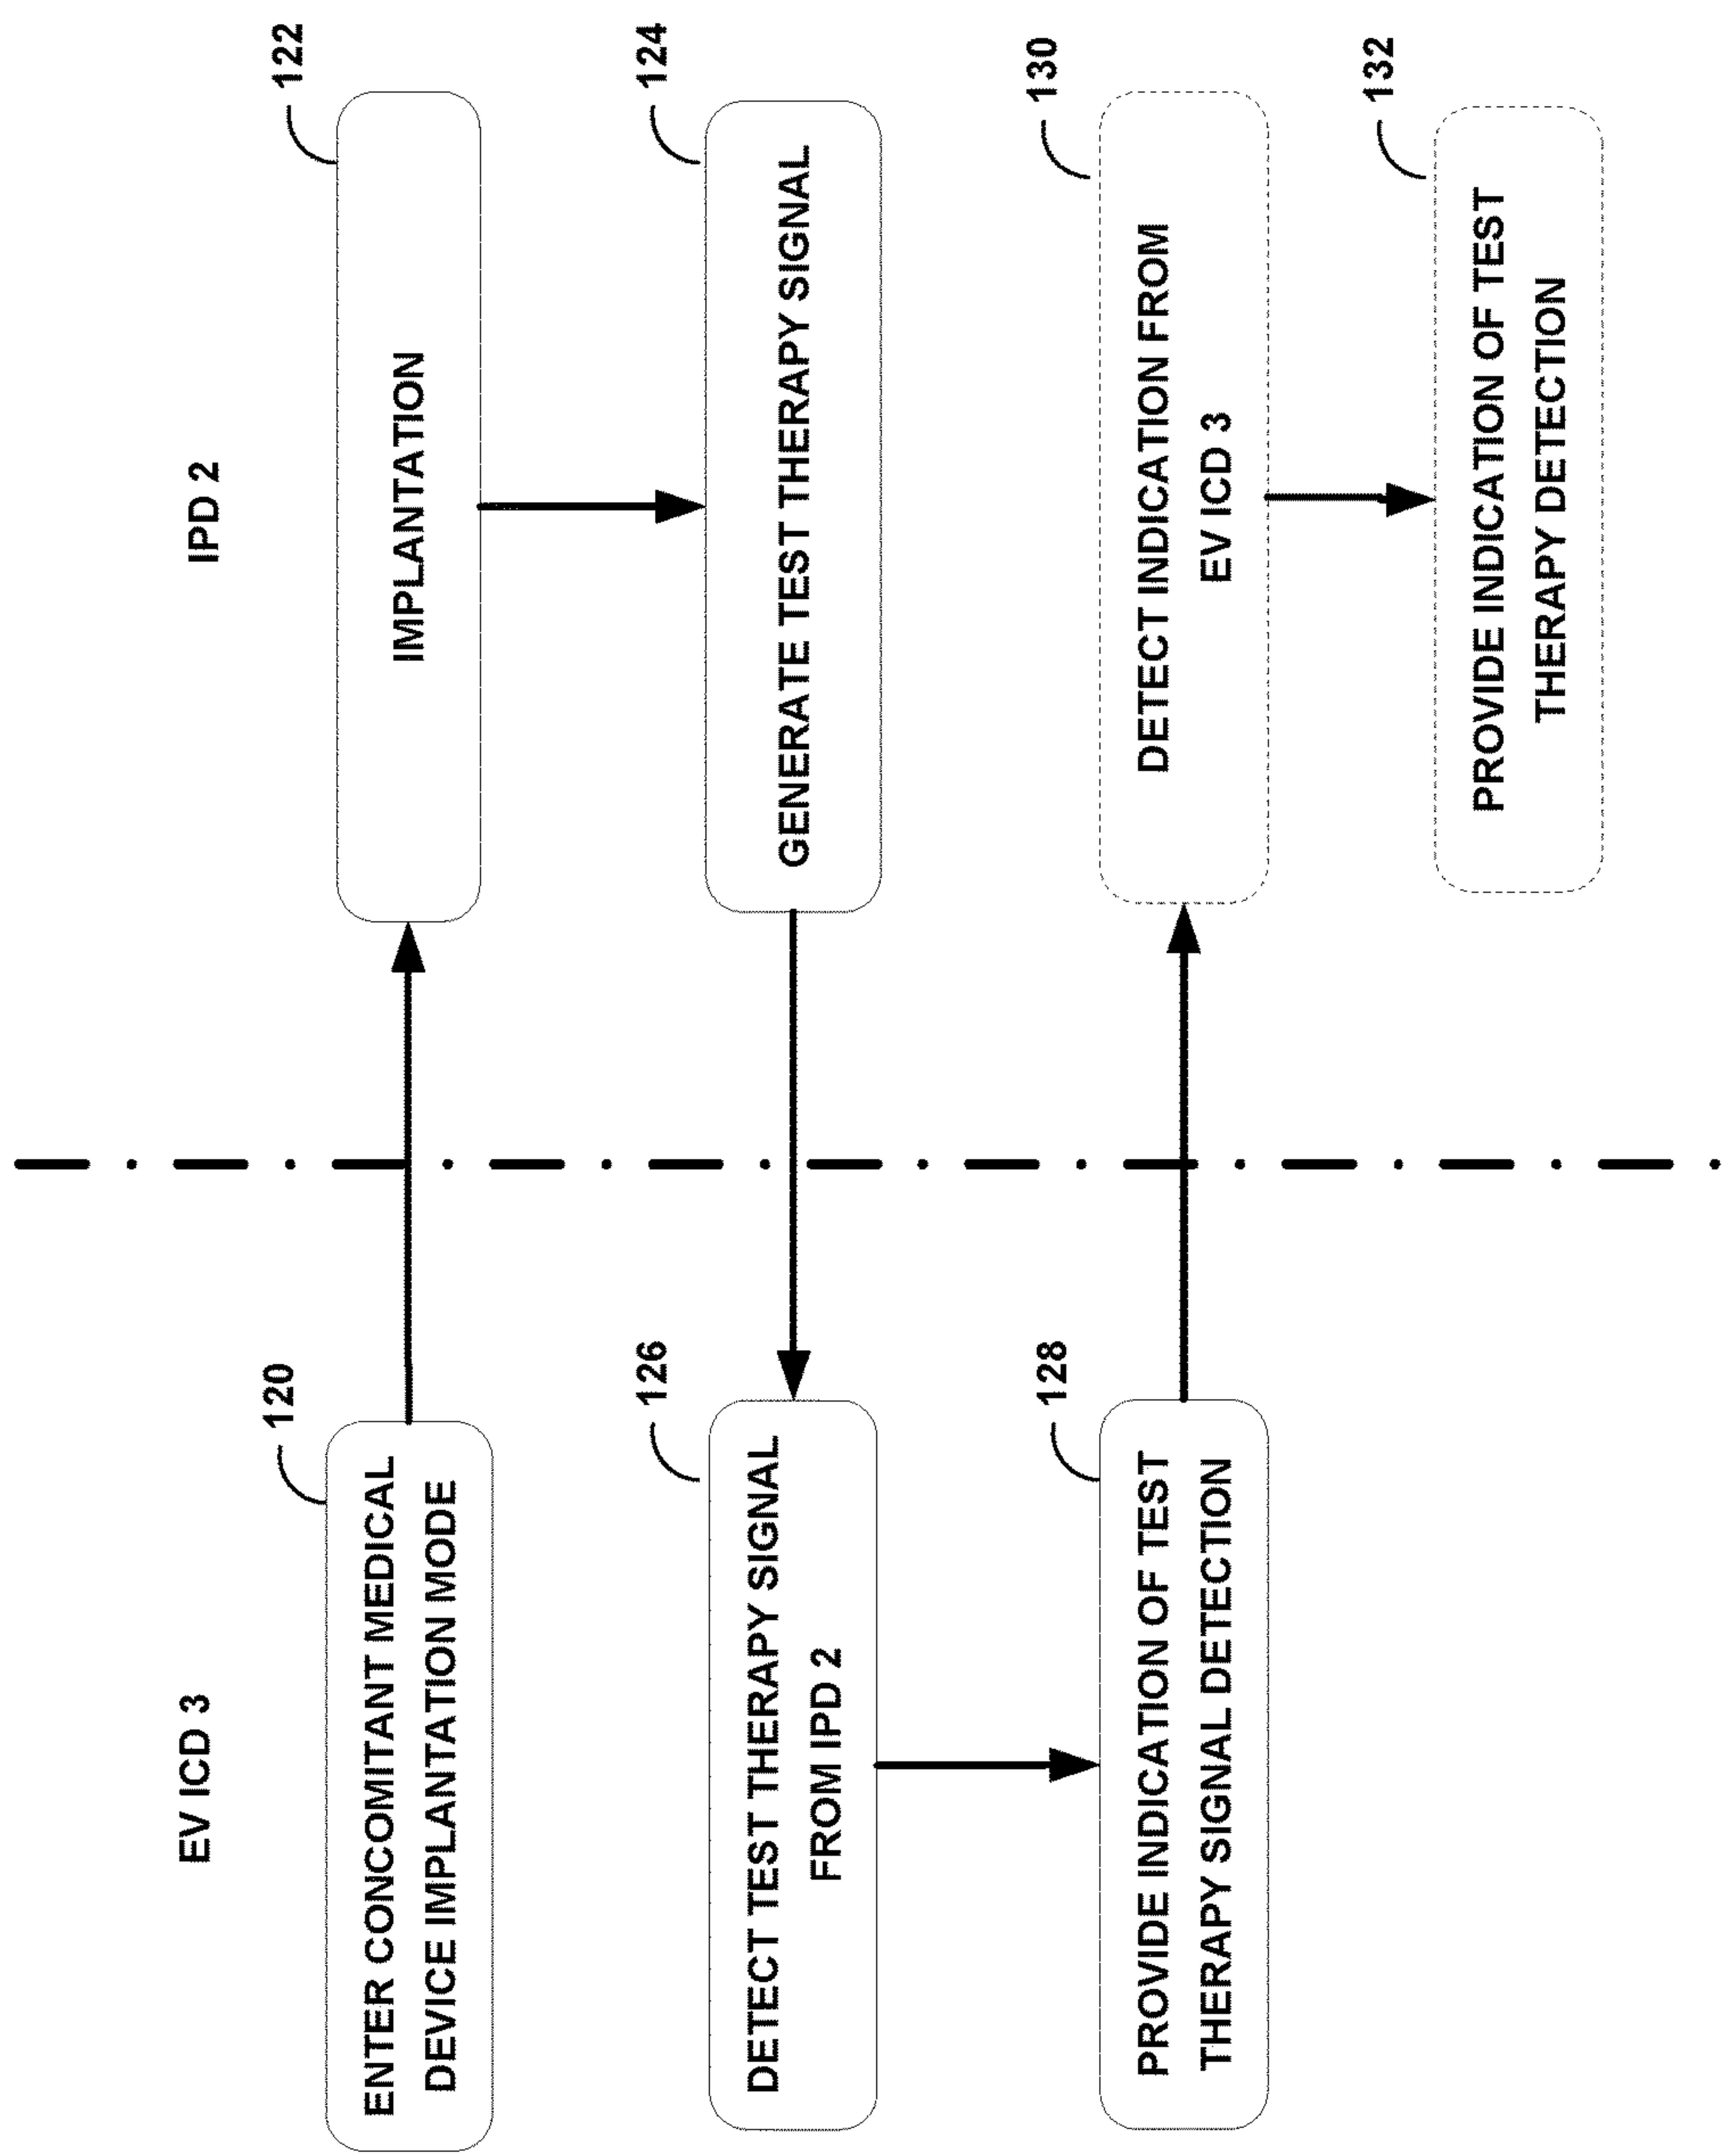 EV ICD 3
IPD 2
120
ENTER CONCOMITANT MEDICAL
DEVICE IMPLANTATION MODE
122
IMPLANTATION
124
GENERATE TEST THERAPY SIGNAL
126
DETECT TEST THERAPY SIGNAL
FROM IPD 2
128
PROVIDE INDICATION OF TEST
THERAPY SIGNAL DETECTION
130
DETECT INDICATION FROM
EV ICD 3
132
PROVIDE INDICATION OF TEST
THERAPY DETECTION